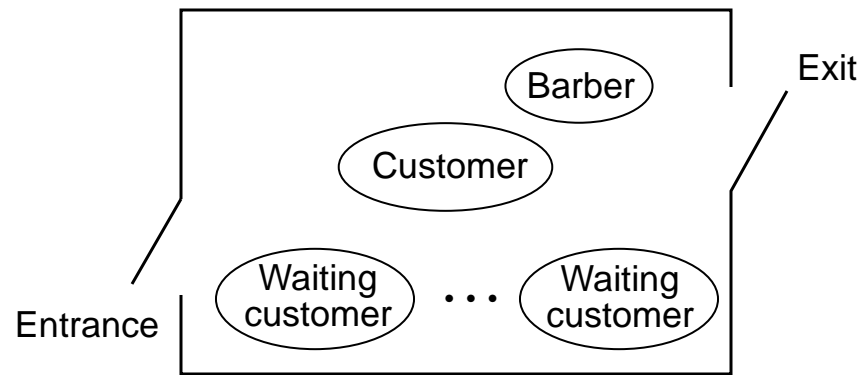 Exit
Barber
Customer
Waiting
customer
...
Waiting
customer
Entrance